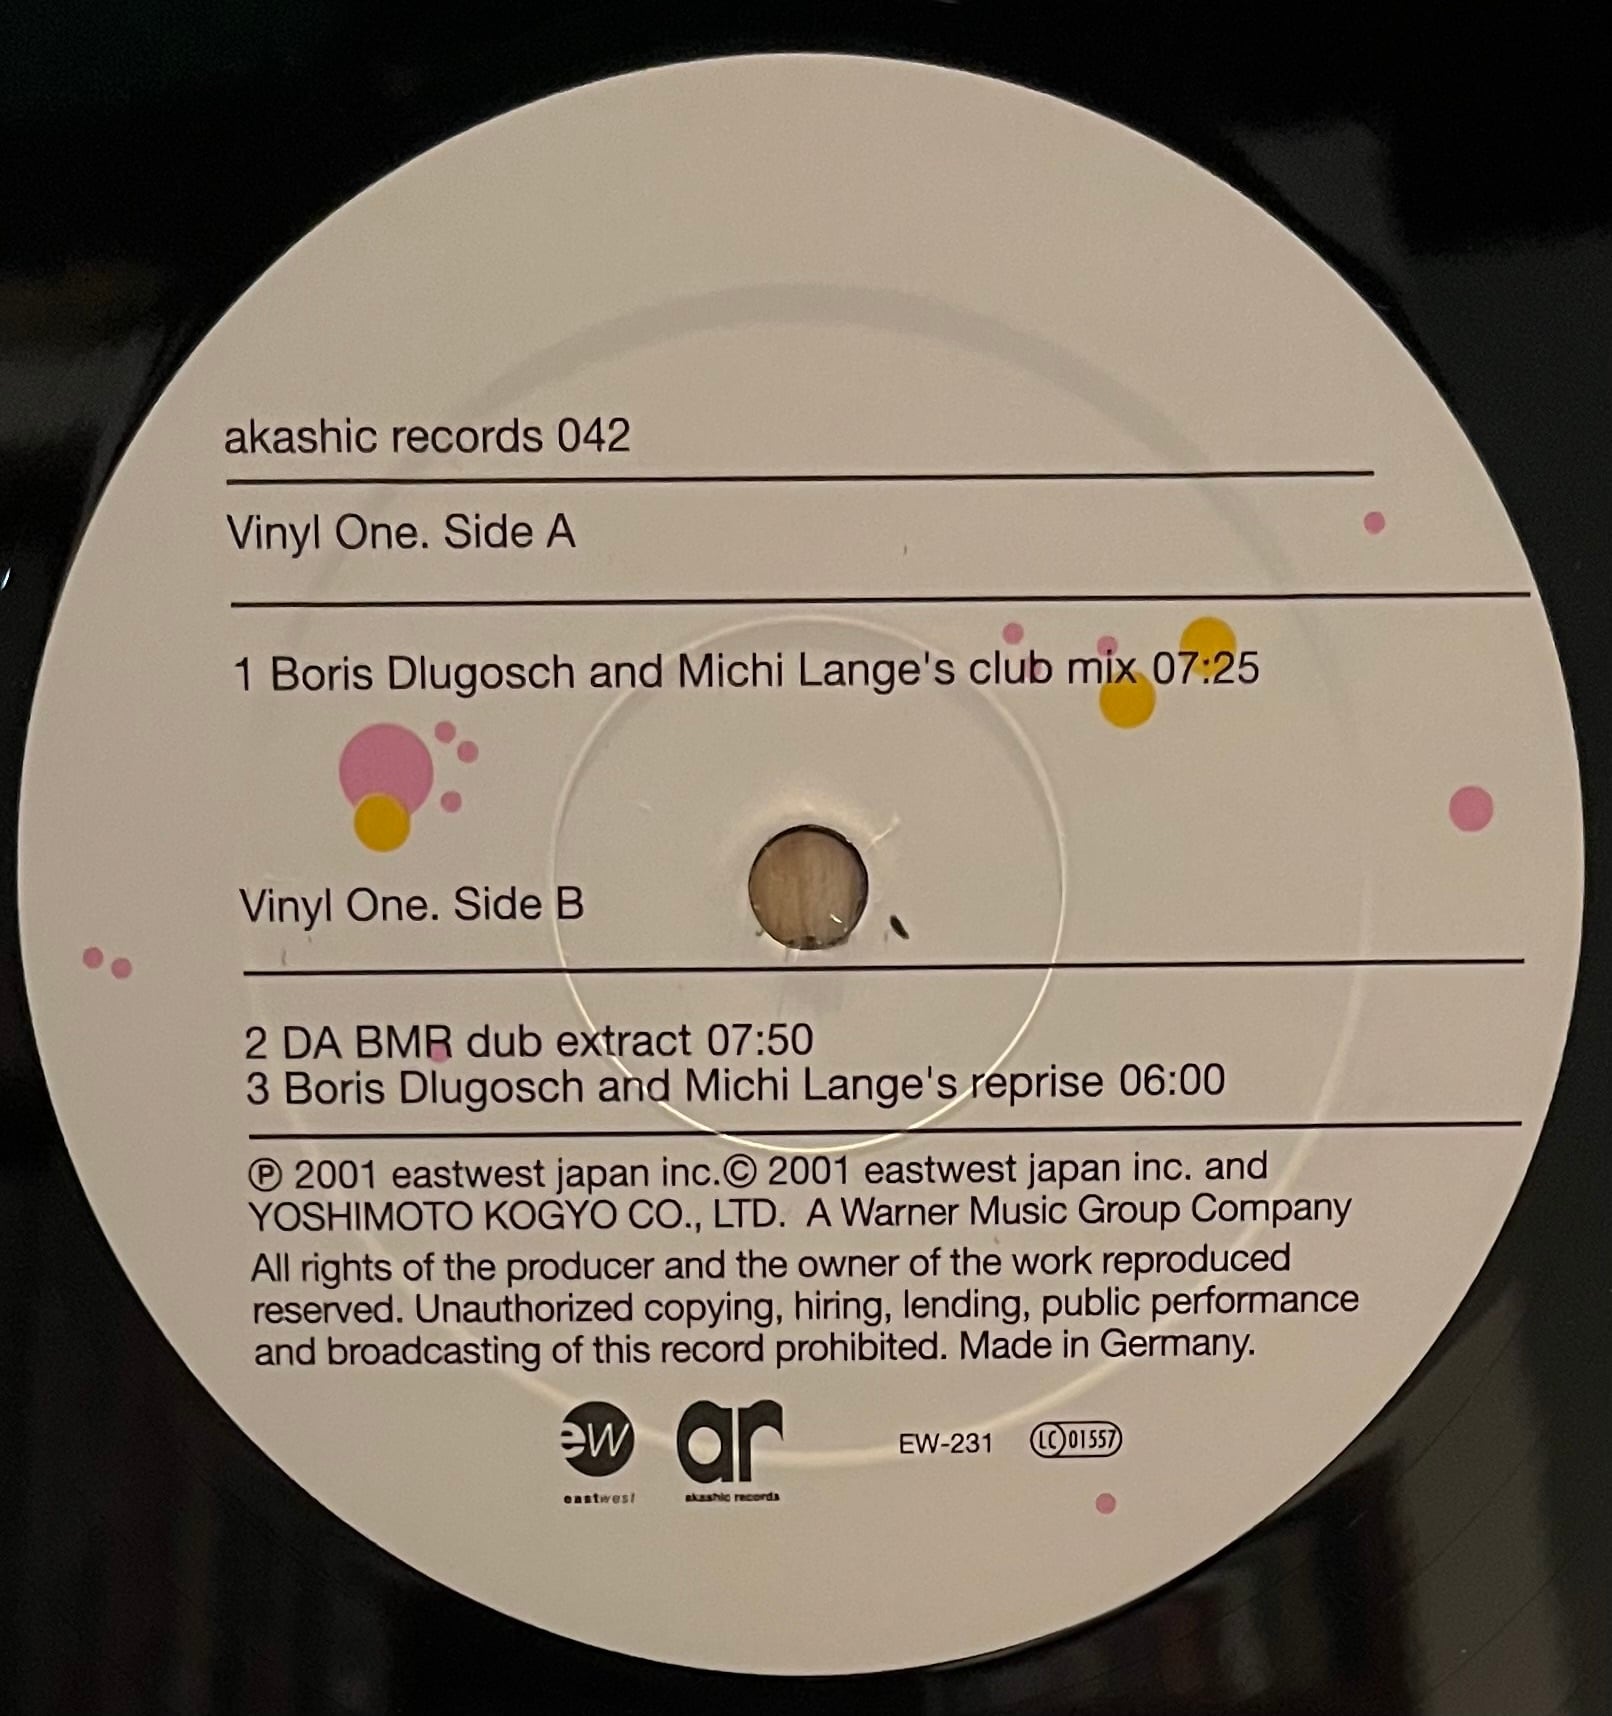 akashic records 042
Vinyl One. Side A
1 Boris Dlugosch and Michi Lange's club mix 07:25
Vinyl One. Side B
2 DA BMR dub extract 07:50
3 Boris Dlugosch and Michi Lange's reprise 06:00
℗ 2001 eastwest japan inc.© 2001 eastwest japan inc. and
YOSHIMOTO KOGYO CO., LTD. A Warner Music Group Company
All rights of the producer and the owner of the work reproduced
reserved. Unauthorized copying, hiring, lending, public performance
and broadcasting of this record prohibited. Made in Germany.
ew ar EW-231 LC 01557
eastwest akashic records